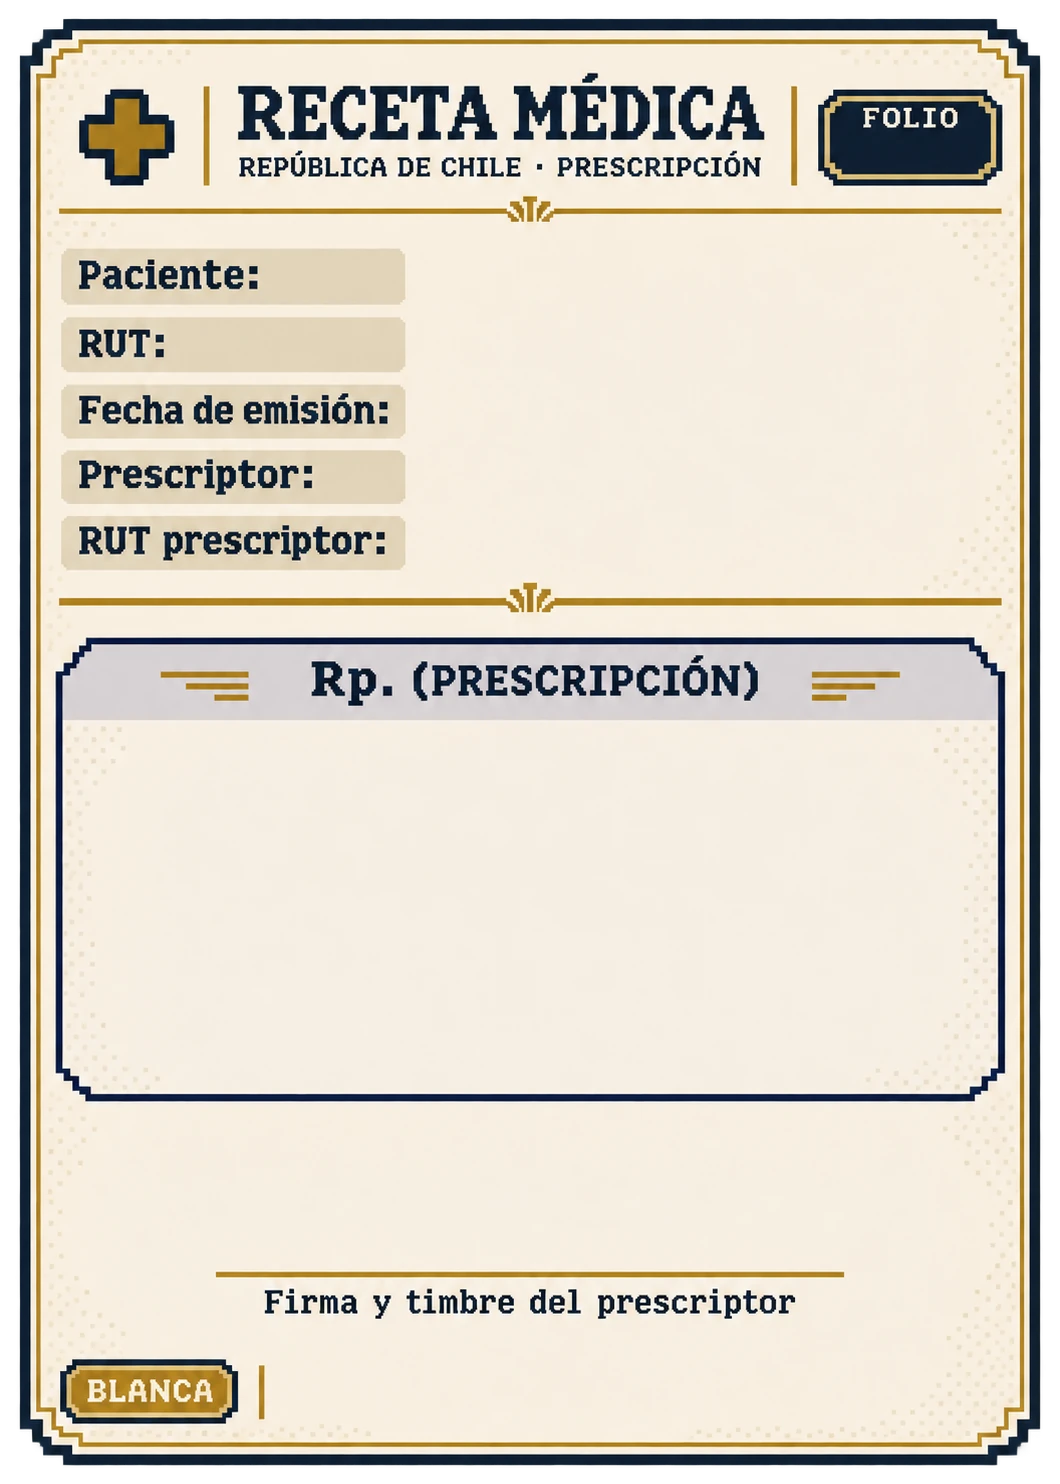 RECETA MÉDICA
REPÚBLICA DE CHILE · PRESCRIPCIÓN
FOLIO
Paciente:
RUT:
Fecha de emisión:
Prescriptor:
RUT prescriptor:
Rp. (PRESCRIPCIÓN)
Firma y timbre del prescriptor
BLANCA